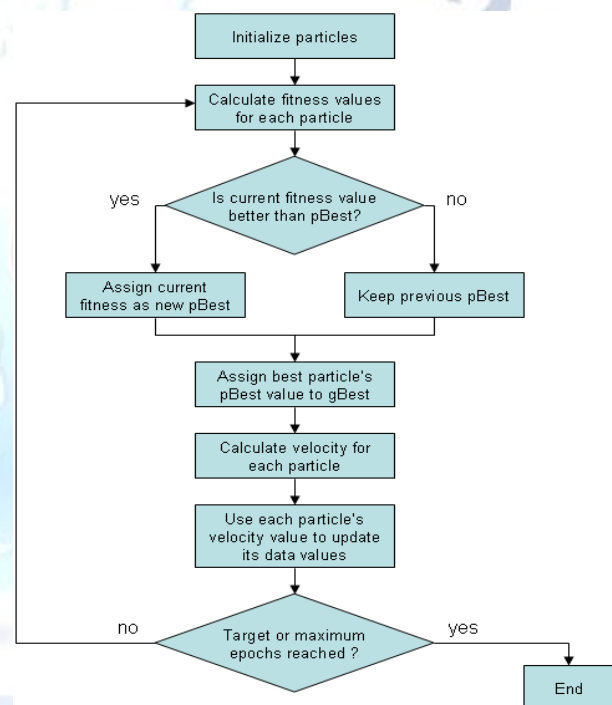 Initialize particles
Calculate fitness values
for each particle
Is current fitness value
better than pBest?
yes
no
Assign current
fitness as new pBest
Keep previous pBest
Assign best particle's
pBest value to gBest
Calculate velocity for
each particle
Use each particle's
velocity value to update
its data values
Target or maximum
epochs reached ?
no
yes
End